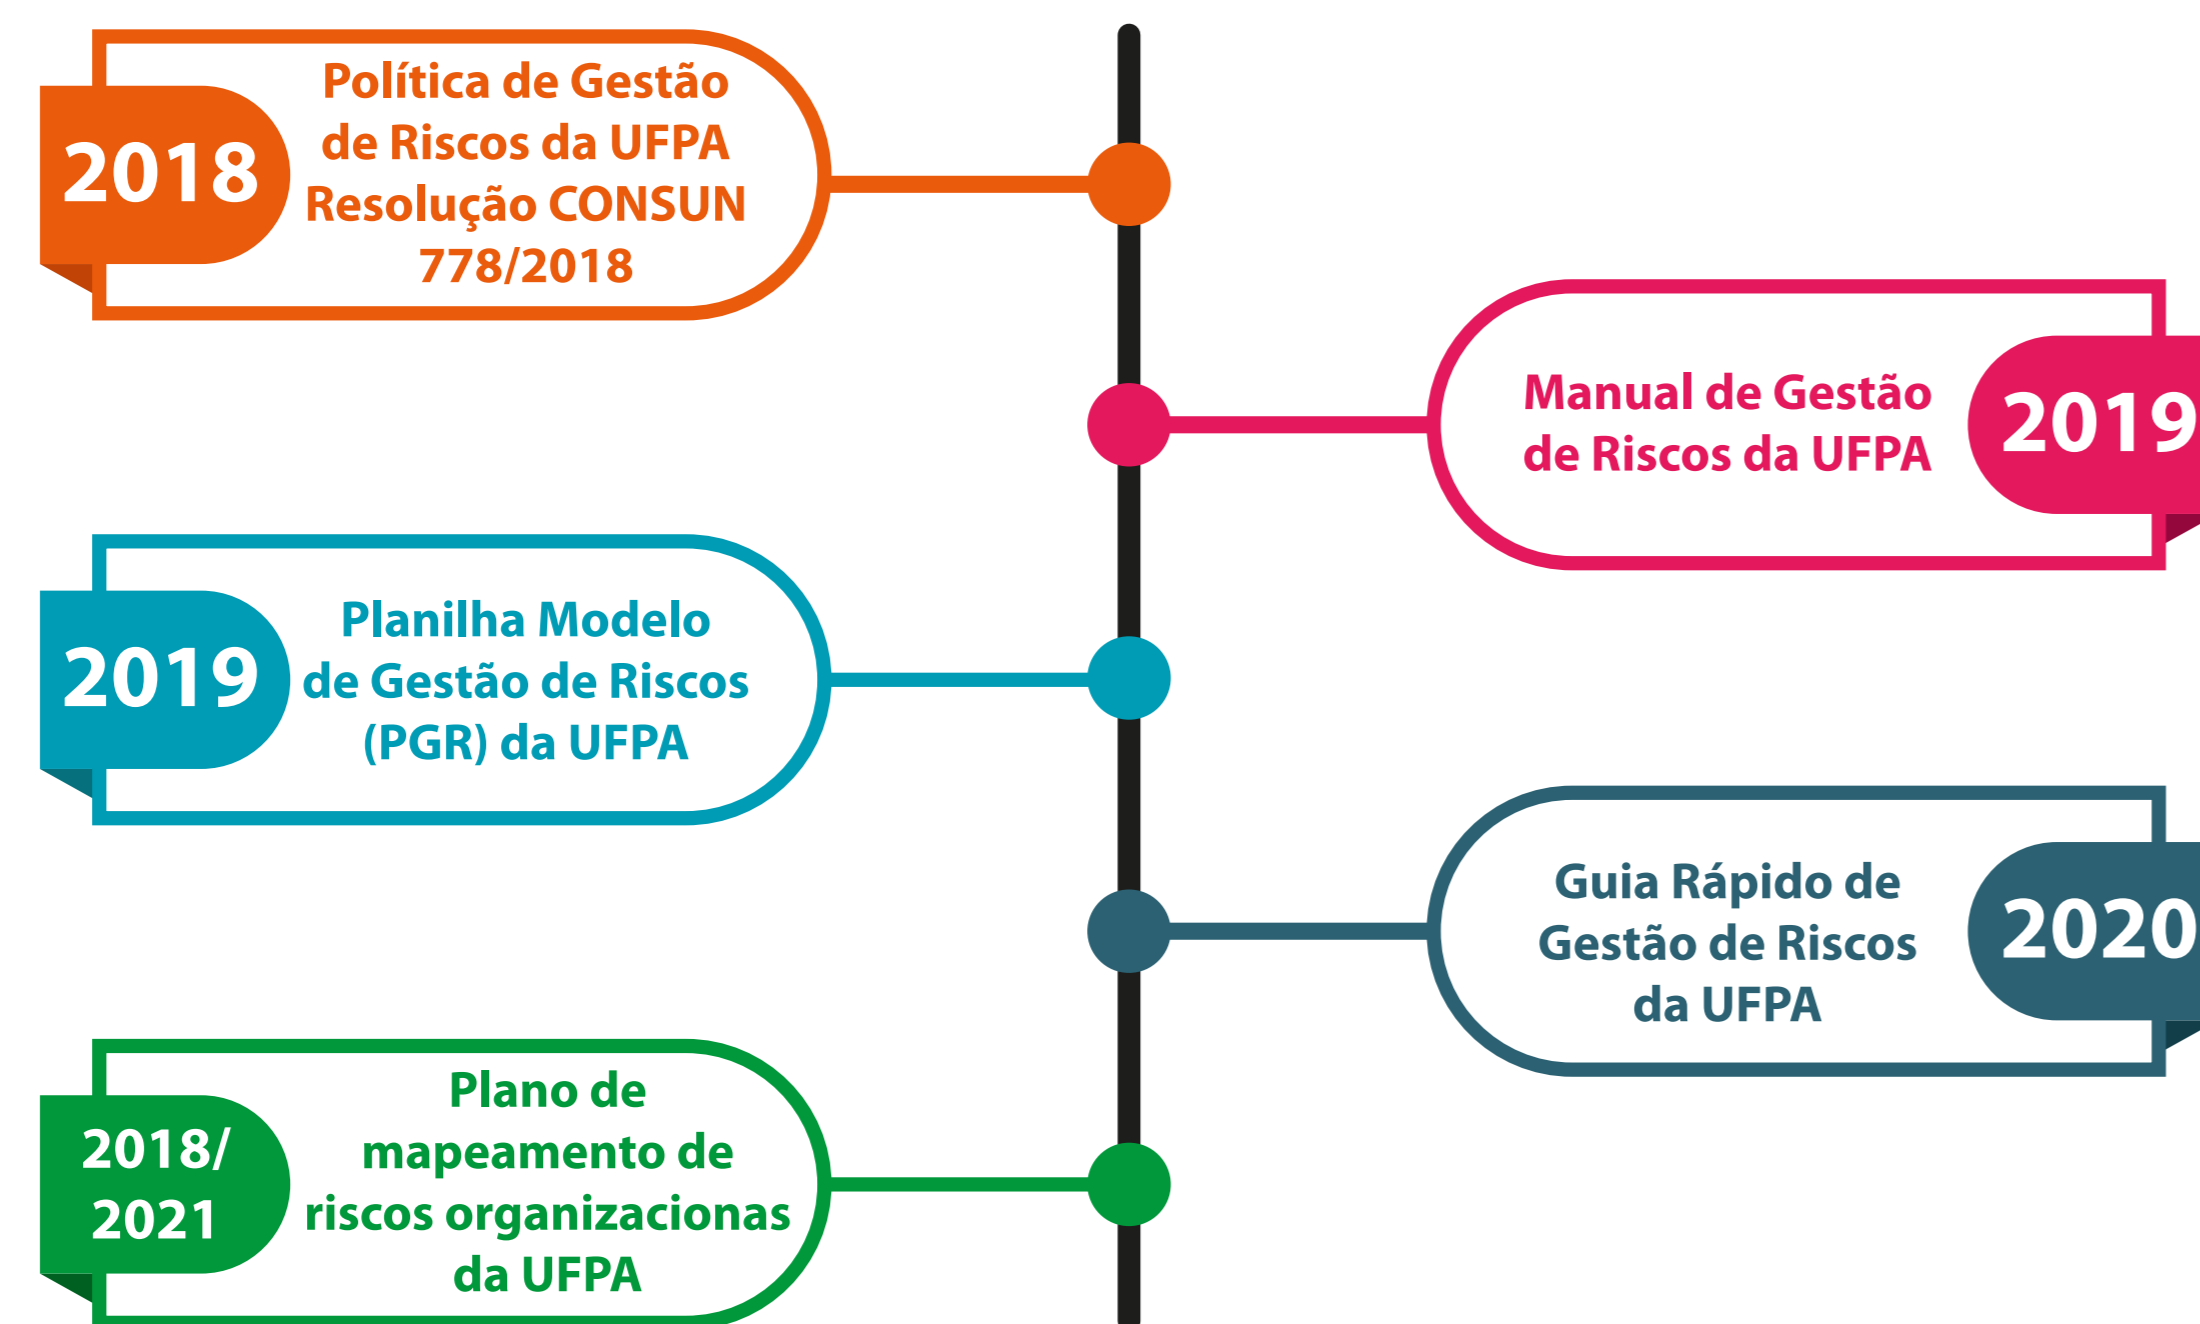 2018
Política de Gestão
de Riscos da UFPA
Resolução CONSUN
778/2018
Manual de Gestão
de Riscos da UFPA
2019
2019
Planilha Modelo
de Gestão de Riscos
(PGR) da UFPA
Guia Rápido de
Gestão de Riscos
da UFPA
2020
2018/
2021
Plano de
mapeamento de
riscos organizacionas
da UFPA